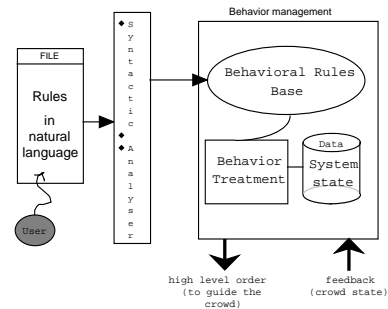 Behavior management
FILE
Rules
in
natural
language
User
Syntactic
Analyser
Behavioral Rules
Base
Behavior
Treatment
Data
System
state
high level order
(to guide the
crowd)
feedback
(crowd state)